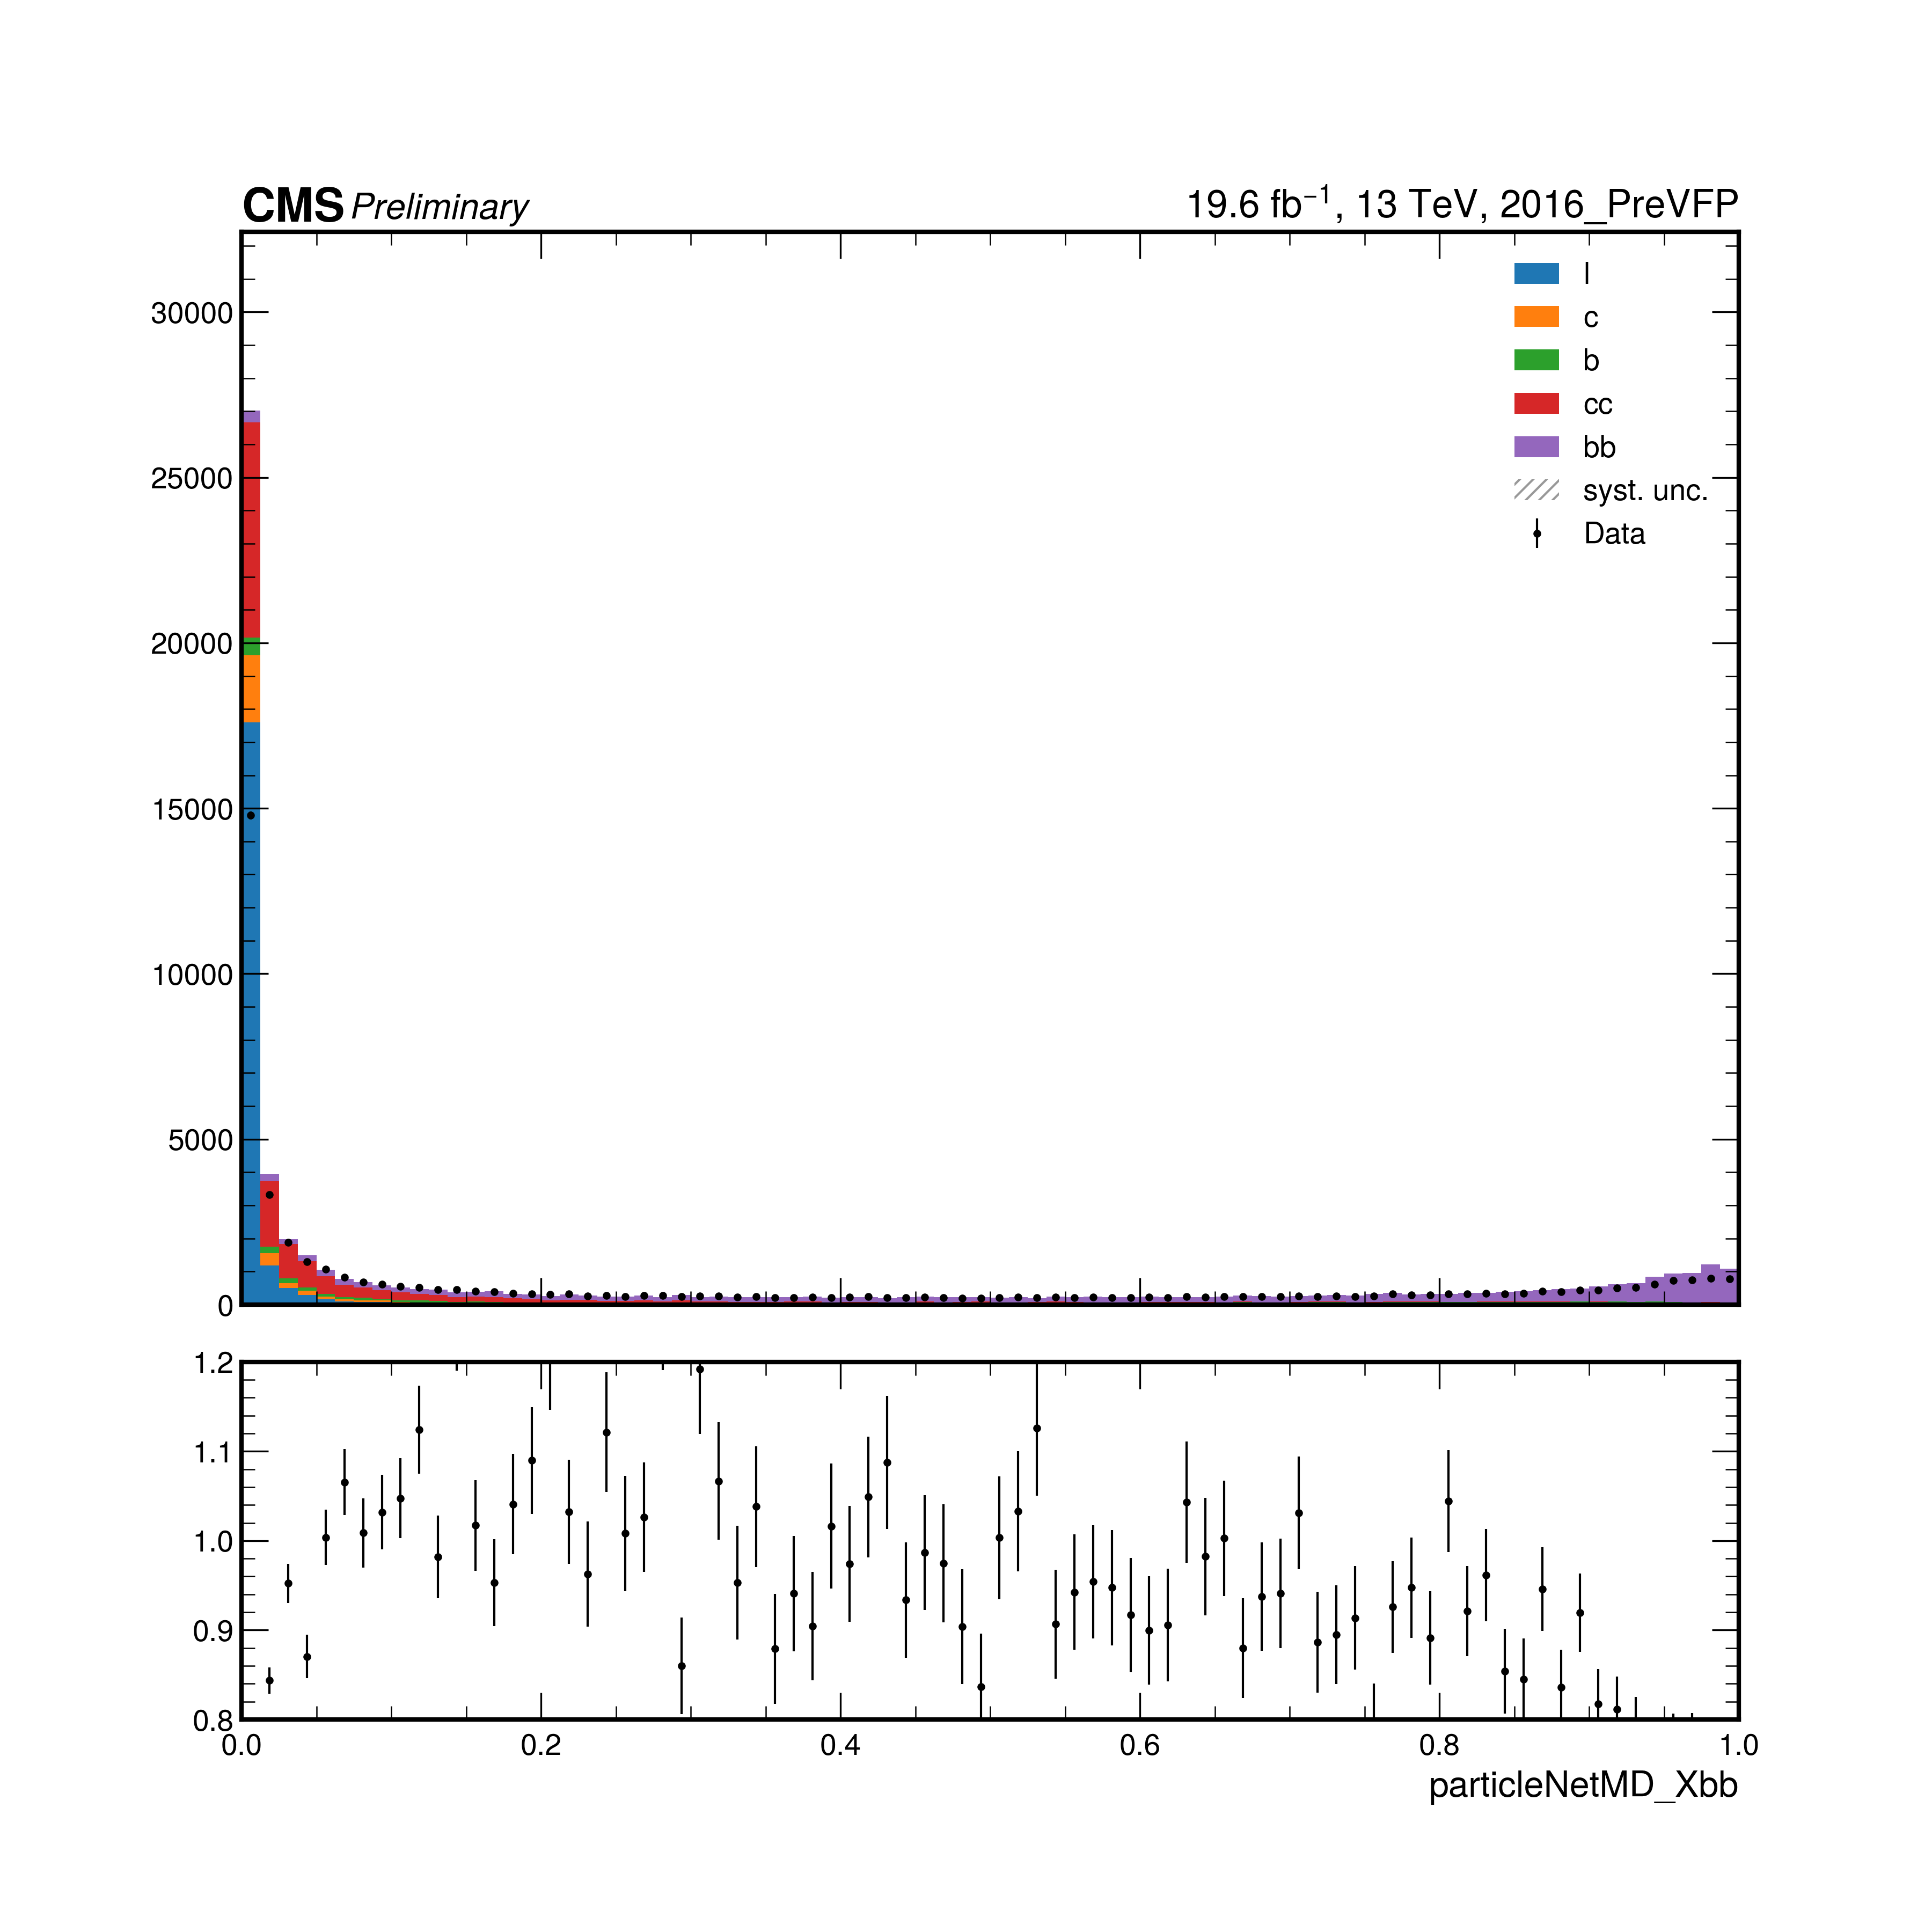 CMS Preliminary 19.6 fb⁻¹, 13 TeV, 2016_PreVFP
l
c
b
cc
bb
syst. unc.
Data
30000
25000
20000
15000
10000
5000
0
1.2
1.1
1.0
0.9
0.8
0.0 0.2 0.4 0.6 0.8 1.0
particleNetMD_Xbb